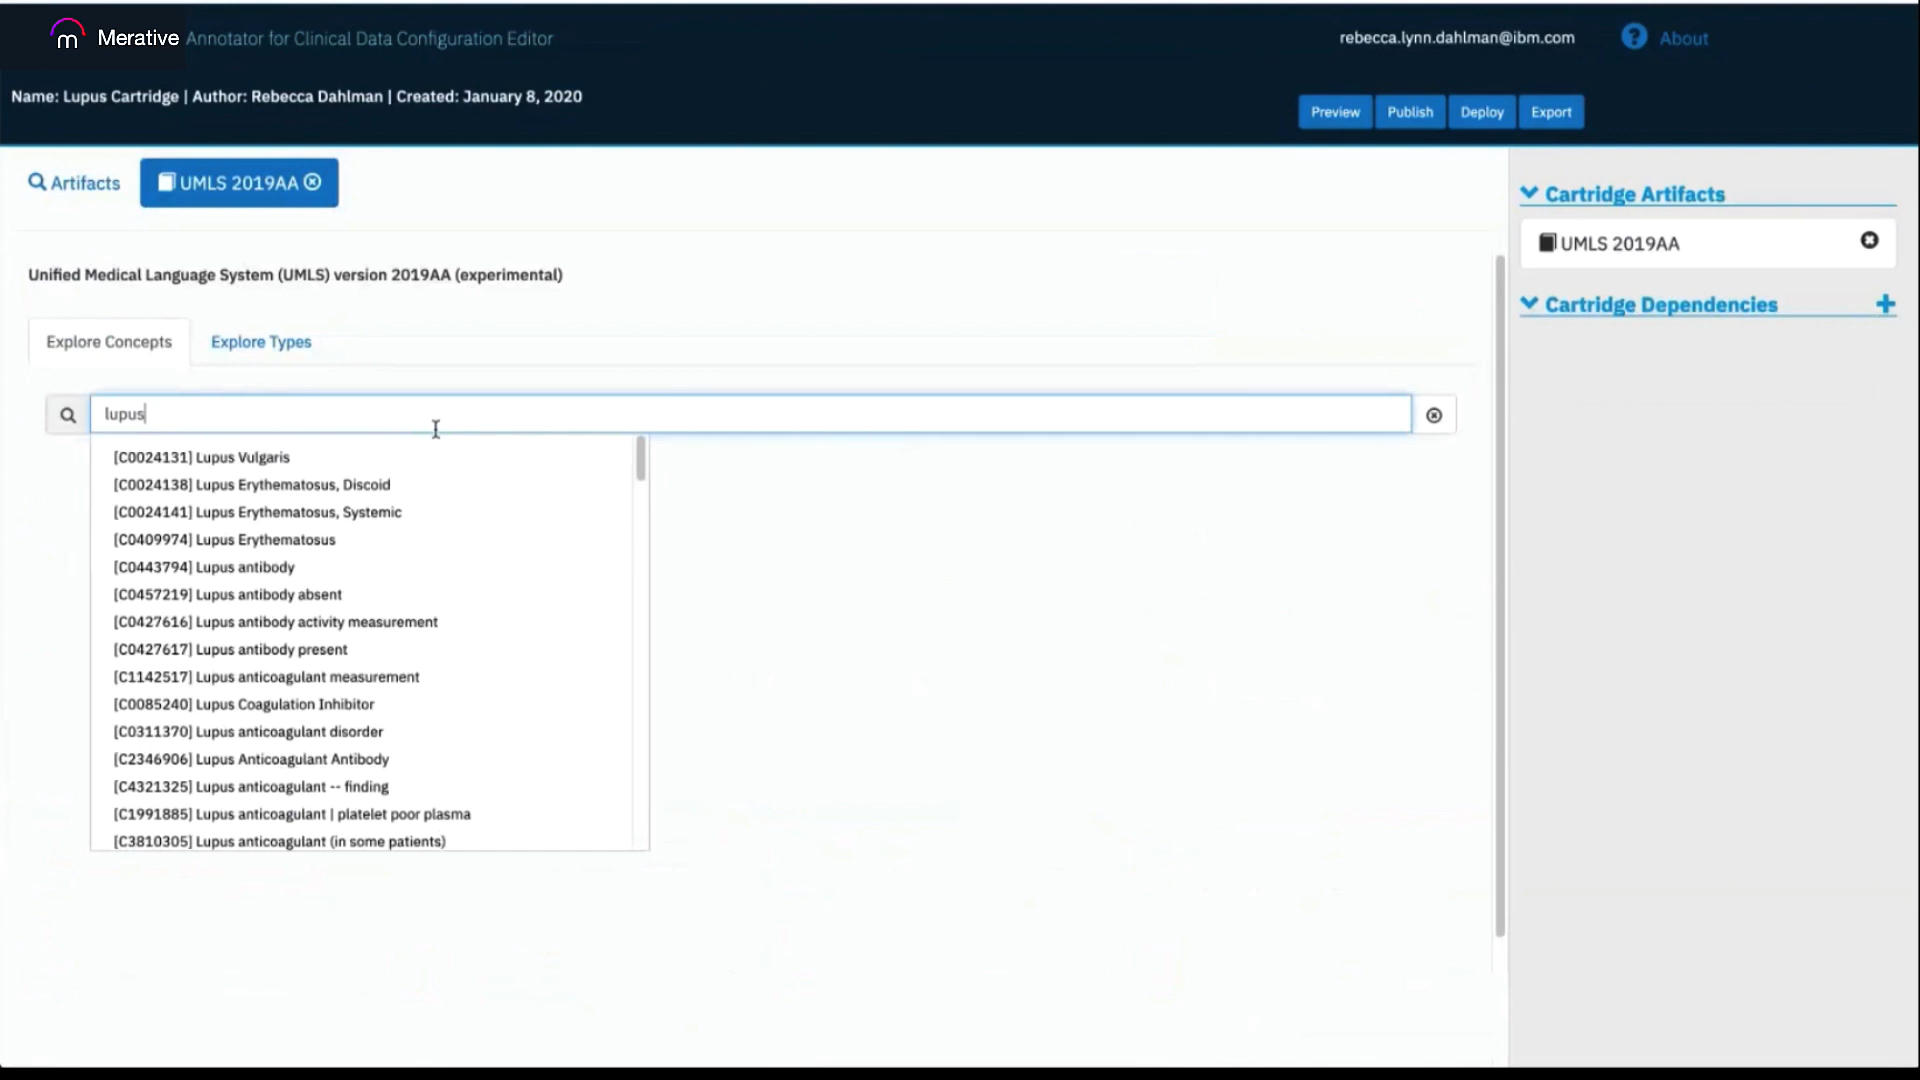 m Merative Annotator for Clinical Data Configuration Editor
rebecca.lynn.dahlman@ibm.com
? About
Name: Lupus Cartridge | Author: Rebecca Dahlman | Created: January 8, 2020
Preview Publish Deploy Export
Artifacts
UMLS 2019AA
Unified Medical Language System (UMLS) version 2019AA (experimental)
Explore Concepts
Explore Types
lupus
[C0024131] Lupus Vulgaris
[C0024138] Lupus Erythematosus, Discoid
[C0024141] Lupus Erythematosus, Systemic
[C0409974] Lupus Erythematosus
[C0443794] Lupus antibody
[C0457219] Lupus antibody absent
[C0427616] Lupus antibody activity measurement
[C0427617] Lupus antibody present
[C1142517] Lupus anticoagulant measurement
[C0085240] Lupus Coagulation Inhibitor
[C0311370] Lupus anticoagulant disorder
[C2346906] Lupus Anticoagulant Antibody
[C4321325] Lupus anticoagulant -- finding
[C1991885] Lupus anticoagulant | platelet poor plasma
[C3810305] Lupus anticoagulant (in some patients)
Cartridge Artifacts
UMLS 2019AA
Cartridge Dependencies